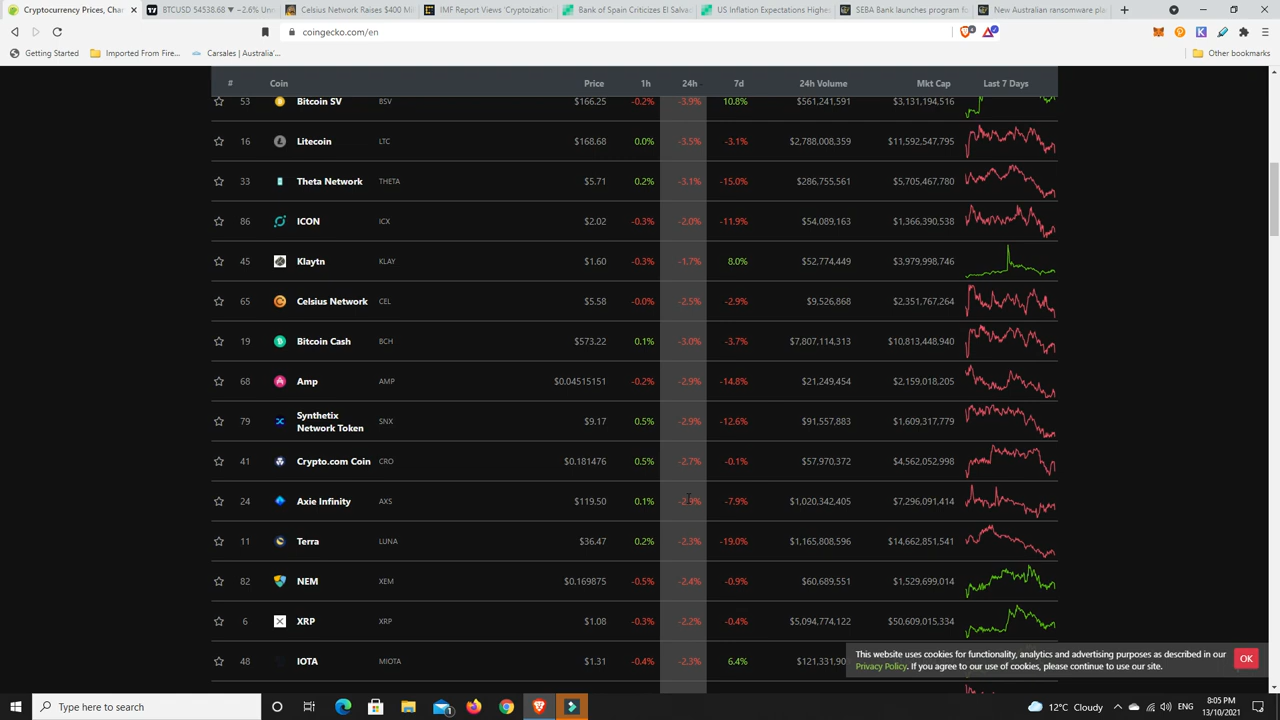 Cryptocurrency Prices, Char
BTCUSD 54538.68 ▼ −2.6% Unn
Celsius Network Raises $400 Mil
IMF Report Views 'Cryptoization
Bank of Spain Criticizes El Salva
US Inflation Expectations Highes
SEBA Bank launches program fo
New Australian ransomware pla
coingecko.com/en
Getting Started
Imported From Fire...
Carsales | Australia'...
Other bookmarks
# Coin Price 1h 24h 7d 24h Volume Mkt Cap Last 7 Days
53 Bitcoin SV BSV $166.25 -0.2% -3.9% 10.8% $561,241,591 $3,131,194,516
16 Litecoin LTC $168.68 0.0% -3.5% -3.1% $2,788,008,359 $11,592,547,795
33 Theta Network THETA $5.71 0.2% -3.1% -15.0% $286,755,561 $5,705,467,780
86 ICON ICX $2.02 -0.3% -2.0% -11.9% $54,089,163 $1,366,390,538
45 Klaytn KLAY $1.60 -0.3% -1.7% 8.0% $52,774,449 $3,979,998,746
65 Celsius Network CEL $5.58 -0.0% -2.5% -2.9% $9,526,868 $2,351,767,264
19 Bitcoin Cash BCH $573.22 0.1% -3.0% -3.7% $7,807,114,313 $10,813,448,940
68 Amp AMP $0.04515151 -0.2% -2.9% -14.8% $21,249,454 $2,159,018,205
79 Synthetix
Network Token SNX $9.17 0.5% -2.9% -12.6% $91,557,883 $1,609,317,779
41 Crypto.com Coin CRO $0.181476 0.5% -2.7% -0.1% $57,970,372 $4,562,052,998
24 Axie Infinity AXS $119.50 0.1% -2.9% -7.9% $1,020,342,405 $7,296,091,414
11 Terra LUNA $36.47 0.2% -2.3% -19.0% $1,165,808,596 $14,662,851,541
82 NEM XEM $0.169875 -0.5% -2.4% -0.9% $60,689,551 $1,529,699,014
6 XRP XRP $1.08 -0.3% -2.2% -0.4% $5,094,774,122 $50,609,015,334
48 IOTA MIOTA $1.31 -0.4% -2.3% 6.4% $121,331,90
This website uses cookies for functionality, analytics and advertising purposes as described in our
Privacy Policy. If you agree to our use of cookies, please continue to use our site.
OK
Type here to search
12°C Cloudy
ENG
8:05 PM
13/10/2021